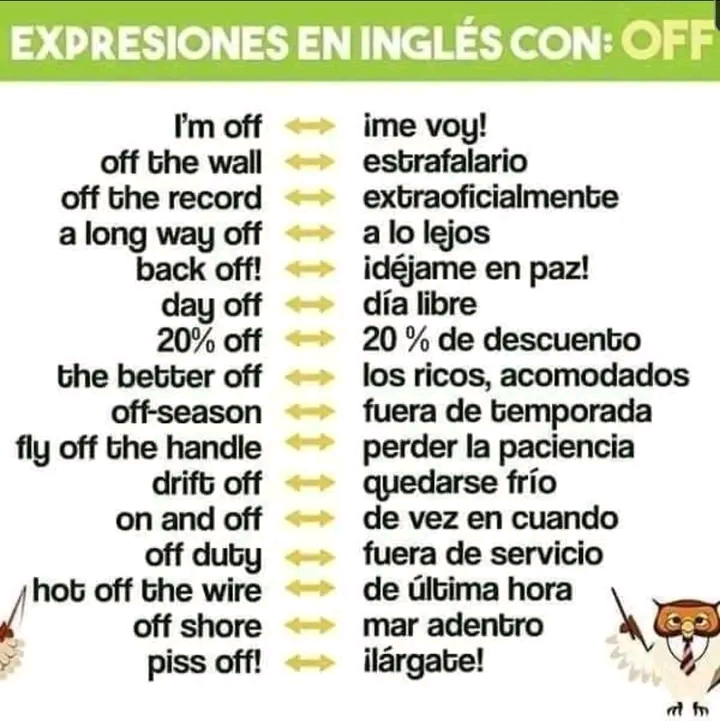 EXPRESIONES EN INGLÉS CON: OFF
I'm off ↔ ¡me voy!
off the wall ↔ estrafalario
off the record ↔ extraoficialmente
a long way off ↔ a lo lejos
back off! ↔ ¡déjame en paz!
day off ↔ día libre
20% off ↔ 20 % de descuento
the better off ↔ los ricos, acomodados
off-season ↔ fuera de temporada
fly off the handle ↔ perder la paciencia
drift off ↔ quedarse frío
on and off ↔ de vez en cuando
off duty ↔ fuera de servicio
hot off the wire ↔ de última hora
off shore ↔ mar adentro
piss off! ↔ ¡lárgate!